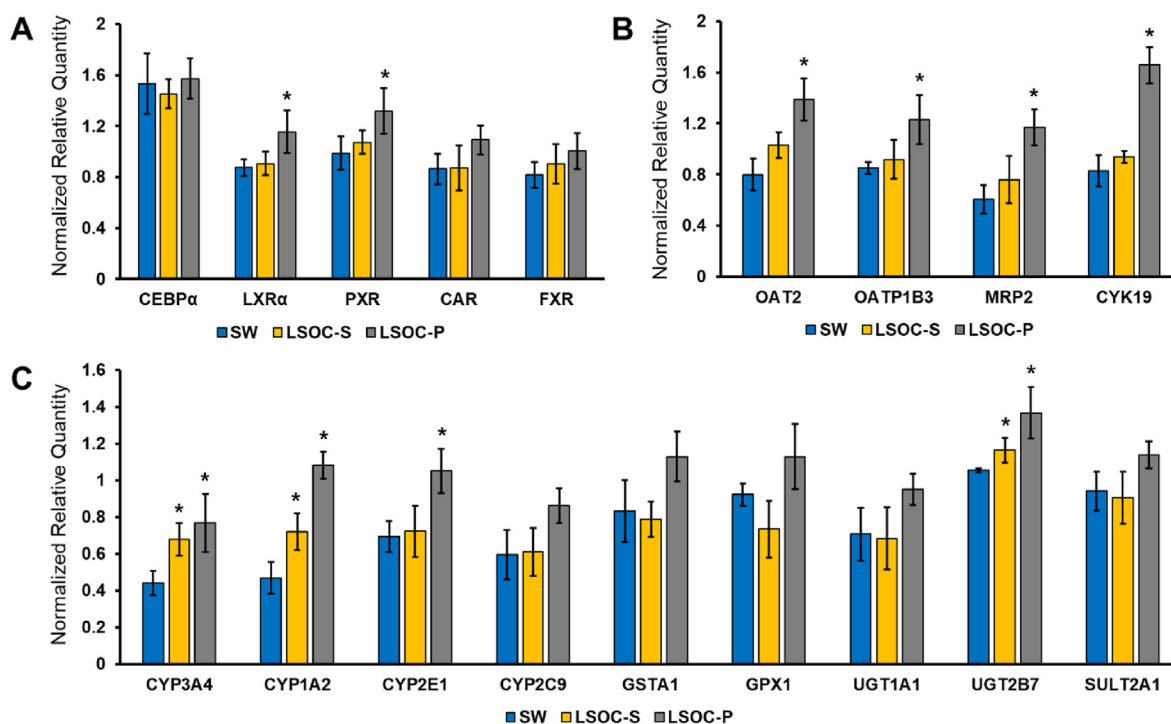 A
Normalized Relative Quantity
2
1.6
1.2
0.8
0.4
0
*
*
CEBPα LXRα PXR CAR FXR
SW LSOC-S LSOC-P
B
Normalized Relative Quantity
2
1.6
1.2
0.8
0.4
0
*
*
*
*
OAT2 OATP1B3 MRP2 CYK19
SW LSOC-S LSOC-P
C
Normalized Relative Quantity
1.6
1.4
1.2
1
0.8
0.6
0.4
0.2
0
* *
* *
*
* *
CYP3A4 CYP1A2 CYP2E1 CYP2C9 GSTA1 GPX1 UGT1A1 UGT2B7 SULT2A1
SW LSOC-S LSOC-P